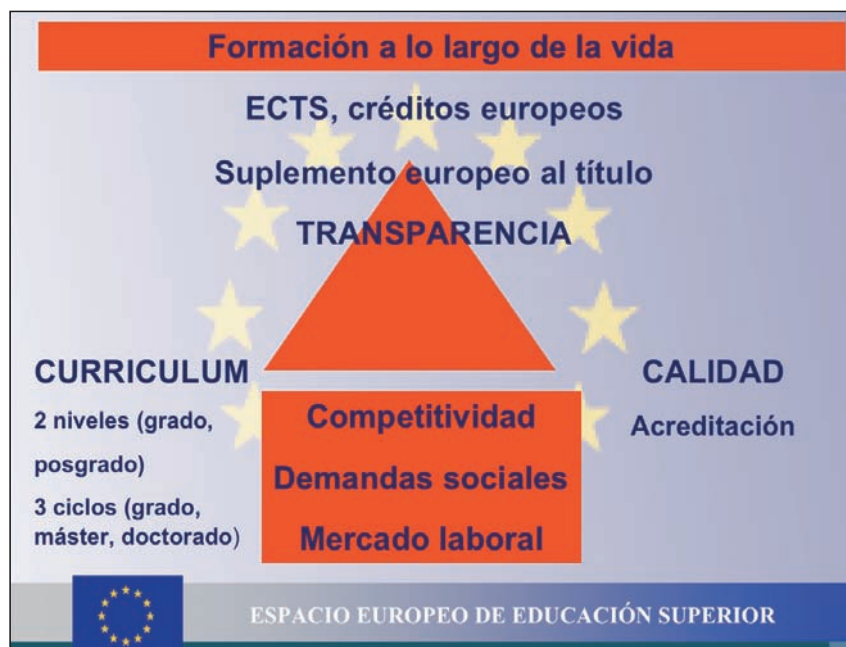 Formación a lo largo de la vida
ECTS, créditos europeos
Suplemento europeo al título
TRANSPARENCIA
CURRICULUM
2 niveles (grado,
posgrado)
3 ciclos (grado,
máster, doctorado)
Competitividad
Demandas sociales
Mercado laboral
CALIDAD
Acreditación
ESPACIO EUROPEO DE EDUCACIÓN SUPERIOR